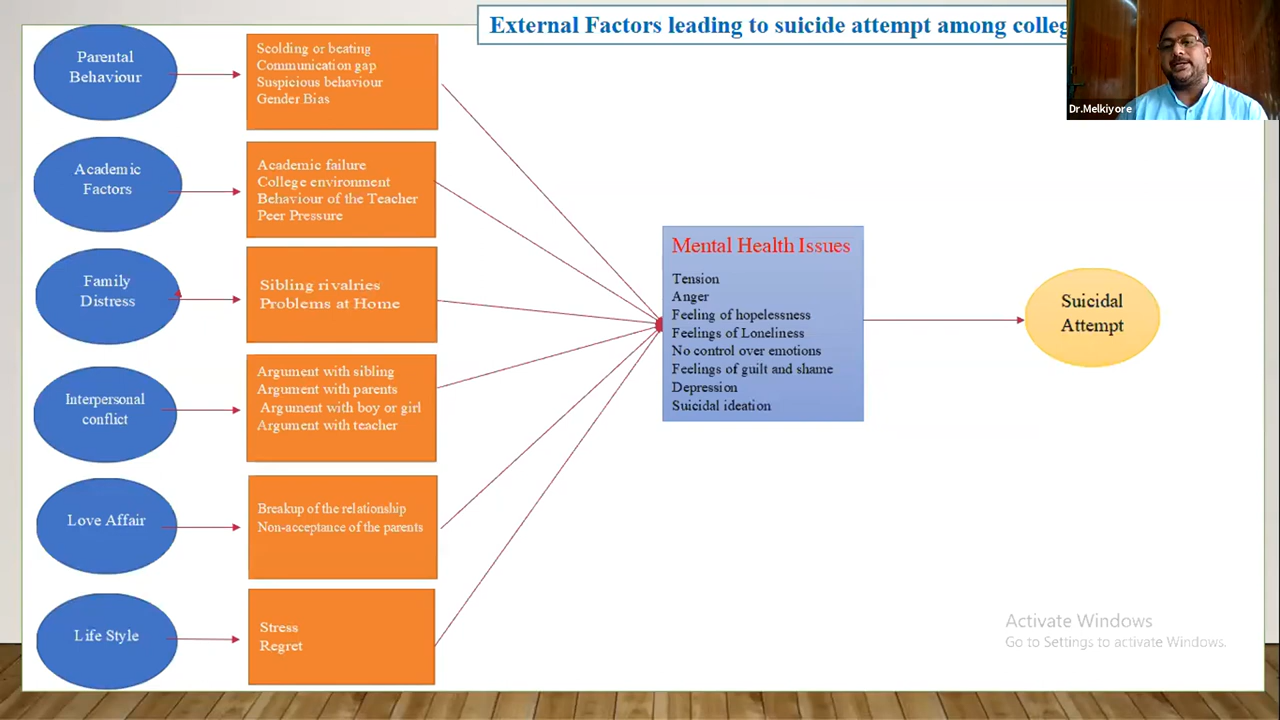 External Factors leading to suicide attempt among
Dr.Melkiyore
Parental
Behaviour
Scolding or beating
Communication gap
Suspicious behaviour
Gender Bias
Academic
Factors
Academic failure
College environment
Behaviour of the Teacher
Peer Pressure
Family
Distress
Sibling rivalries
Problems at Home
Interpersonal
conflict
Argument with sibling
Argument with parents
Argument with boy or girl
Argument with teacher
Love Affair
Breakup of the relationship
Non-acceptance of the parents
Life Style
Stress
Regret
Mental Health Issues
Tension
Anger
Feeling of hopelessness
Feelings of Loneliness
No control over emotions
Feelings of guilt and shame
Depression
Suicidal ideation
Suicidal
Attempt
Activate Windows
Go to Settings to activate Windows.